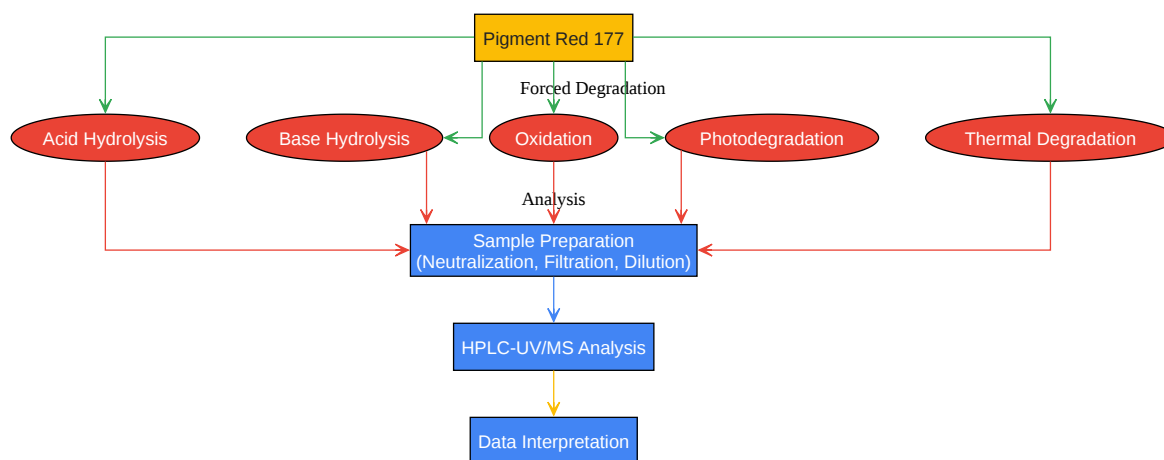 Pigment Red 177
Forced Degradation
Acid Hydrolysis
Base Hydrolysis
Oxidation
Photodegradation
Thermal Degradation
Analysis
Sample Preparation
(Neutralization, Filtration, Dilution)
HPLC-UV/MS Analysis
Data Interpretation